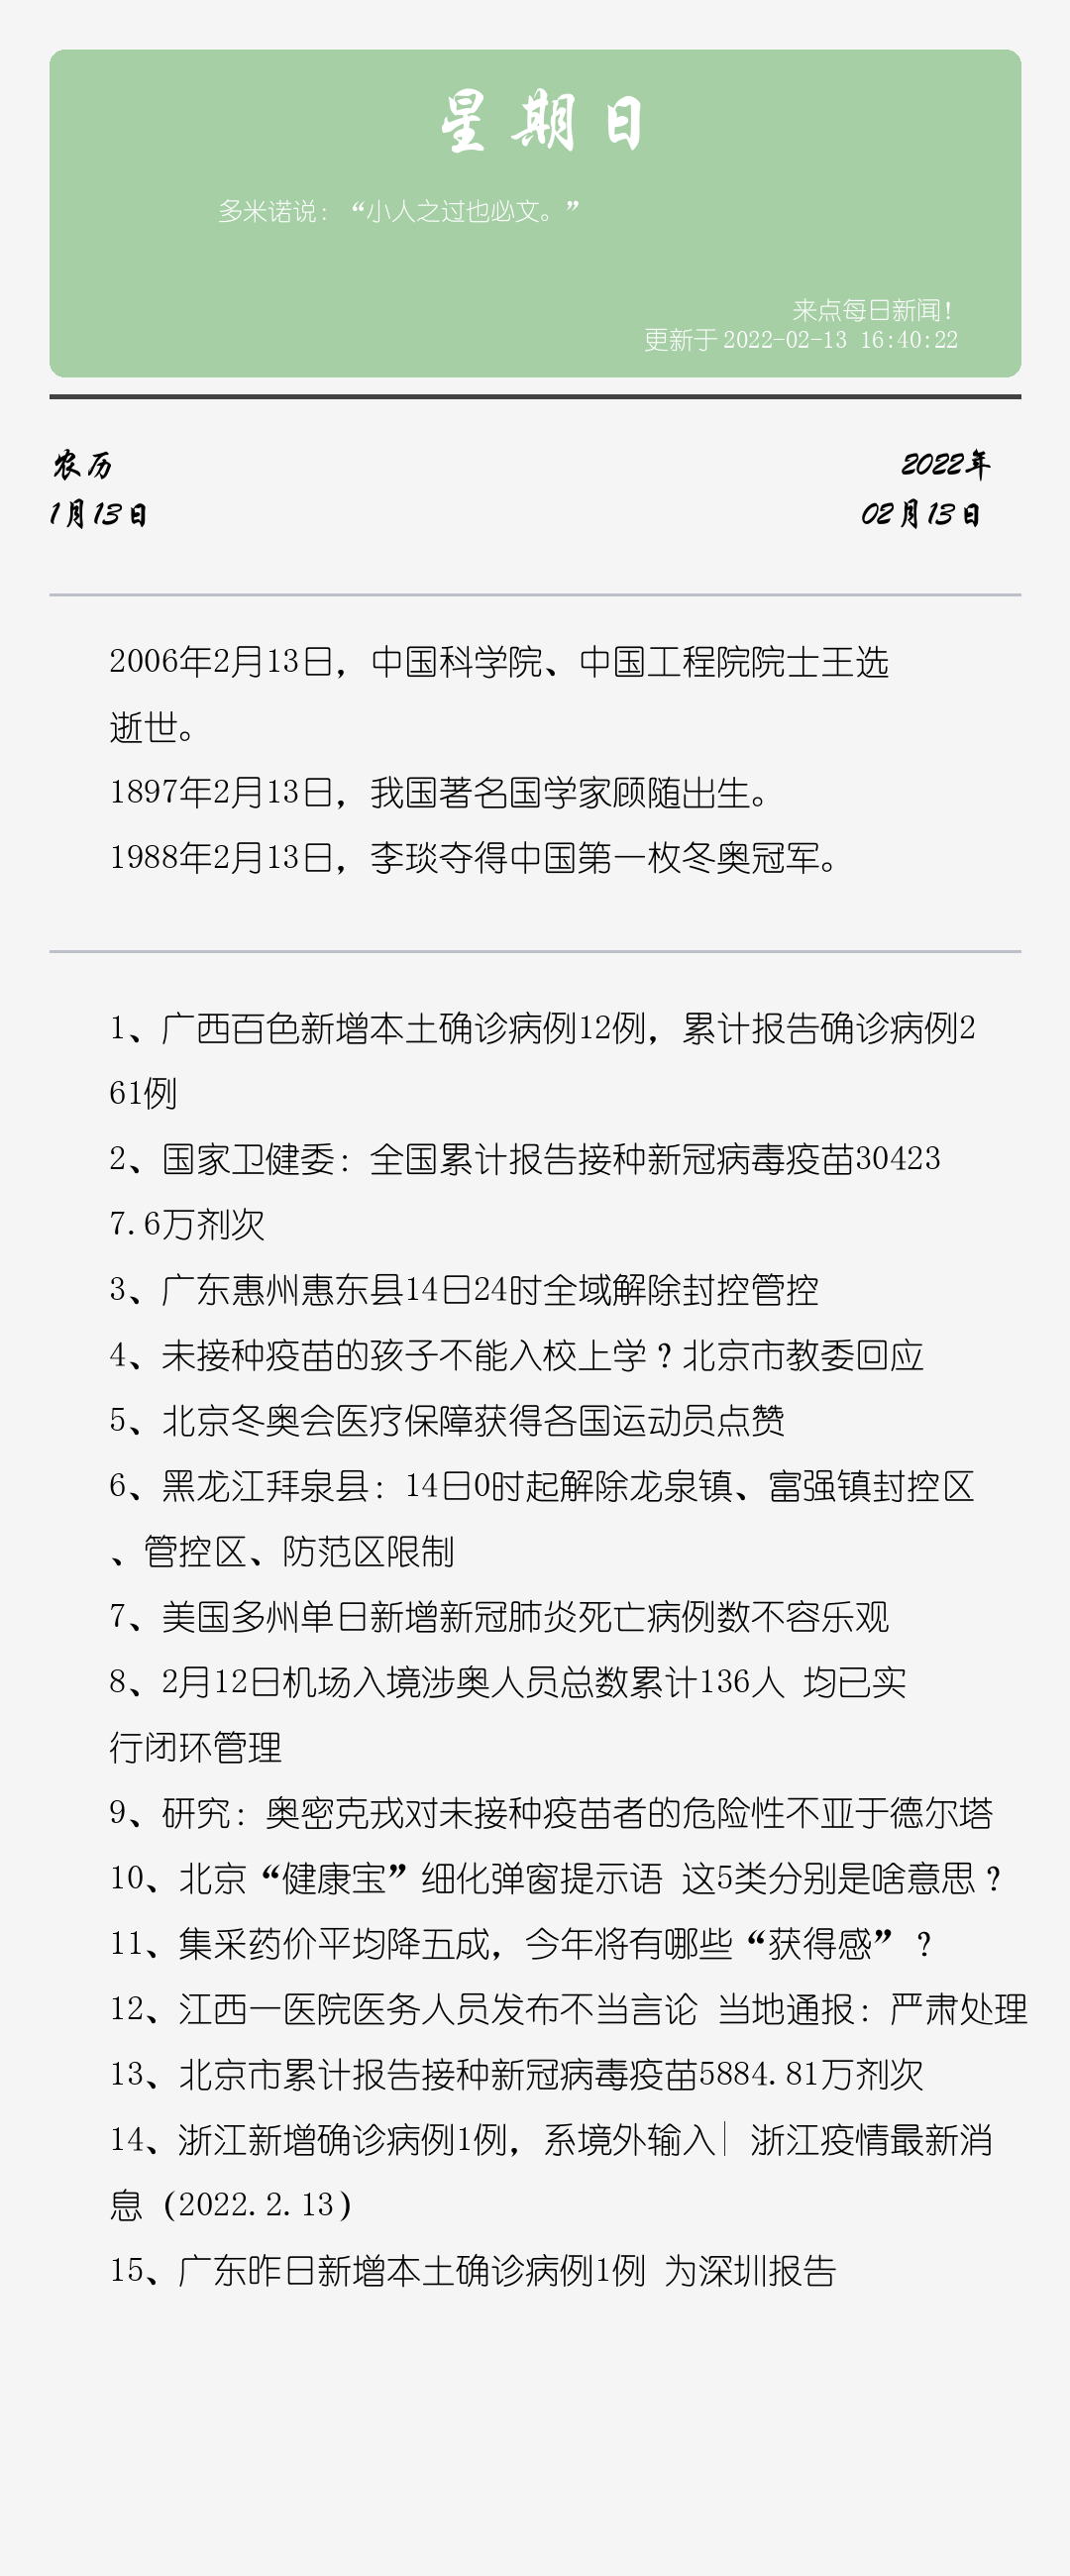 星期日
多米诺说：“小人之过也必文。”
来点每日新闻！
更新于2022-02-13 16:40:22
农历
2022年
1月13日
02月13日
2006年2月13日，中国科学院、中国工程院院士王选
逝世。
1897年2月13日，我国著名国学家顾随出生。
1988年2月13日，李琰夺得中国第一枚冬奥冠军。
1、广西百色新增本土确诊病例12例，累计报告确诊病例2
61例
2、国家卫健委：全国累计报告接种新冠病毒疫苗30423
7.6万剂次
3、广东惠州惠东县14日24时全域解除封控管控
4、未接种疫苗的孩子不能入校上学？北京市教委回应
5、北京冬奥会医疗保障获得各国运动员点赞
6、黑龙江拜泉县：14日0时起解除龙泉镇、富强镇封控区
、管控区、防范区限制
7、美国多州单日新增新冠肺炎死亡病例数不容乐观
8、2月12日机场入境涉奥人员总数累计136人 均已实
行闭环管理
9、研究：奥密克戎对未接种疫苗者的危险性不亚于德尔塔
10、北京“健康宝”细化弹窗提示语 这5类分别是啥意思？
11、集采药价平均降五成，今年将有哪些“获得感”？
12、江西一医院医务人员发布不当言论 当地通报：严肃处理
13、北京市累计报告接种新冠病毒疫苗5884.81万剂次
14、浙江新增确诊病例1例，系境外输入| 浙江疫情最新消
息（2022.2.13）
15、广东昨日新增本土确诊病例1例 为深圳报告